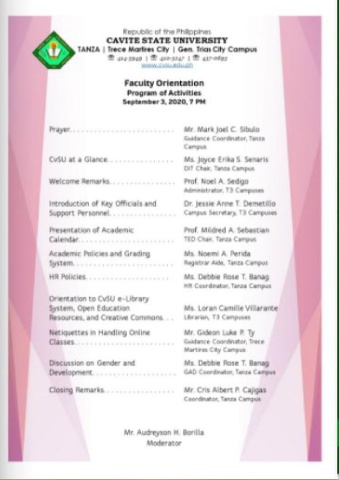 Republic of the Philippines
CAVITE STATE UNIVERSITY
TANZA | Trece Martires City | Gen. Trias City Campus
www.cvsu.edu.ph
Faculty Orientation
Program of Activities
September 3, 2020, 7 PM
Prayer. . . . . . . . . . . . . . . . . . . . . . . . . Mr. Mark Joel C. Sibulo
Guidance Coordinator, Tanza
Campus
CvSU at a Glance. . . . . . . . . . . . . . . . Ms. Joyce Erika S. Senaris
DIT Chair, Tanza Campus
Welcome Remarks. . . . . . . . . . . . . . . . Prof. Noel A. Sedigo
Administrator, T3 Campuses
Introduction of Key Officials and Dr. Jessie Anne T. Demetillo
Support Personnel. . . . . . . . . . . . . . . . Campus Secretary, T3 Campuses
Presentation of Academic Prof. Mildred A. Sebastian
Calendar. . . . . . . . . . . . . . . . . . . . . . . TED Chair, Tanza Campus
Academic Policies and Grading Ms. Noemi A. Perida
System. . . . . . . . . . . . . . . . . . . . . . . . Registrar Aide, Tanza Campus
HR Policies. . . . . . . . . . . . . . . . . . . . . Ms. Debbie Rose T. Banag
HR Coordinator, Tanza Campus
Orientation to CvSU e-Library
System, Open Education Ms. Loran Camille Villarante
Resources, and Creative Commons. . . Librarian, T3 Campuses
Netiquettes in Handling Online Mr. Gideon Luke P. Ty
Classes. . . . . . . . . . . . . . . . . . . . . . . . Guidance Coordinator, Trece
Martires City Campus
Discussion on Gender and Ms. Debbie Rose T. Banag
Development. . . . . . . . . . . . . . . . . . . . GAD Coordinator, Tanza Campus
Closing Remarks. . . . . . . . . . . . . . . . . Mr. Cris Albert P. Cajigas
Coordinator, Tanza Campus
Mr. Audreyson H. Borilla
Moderator